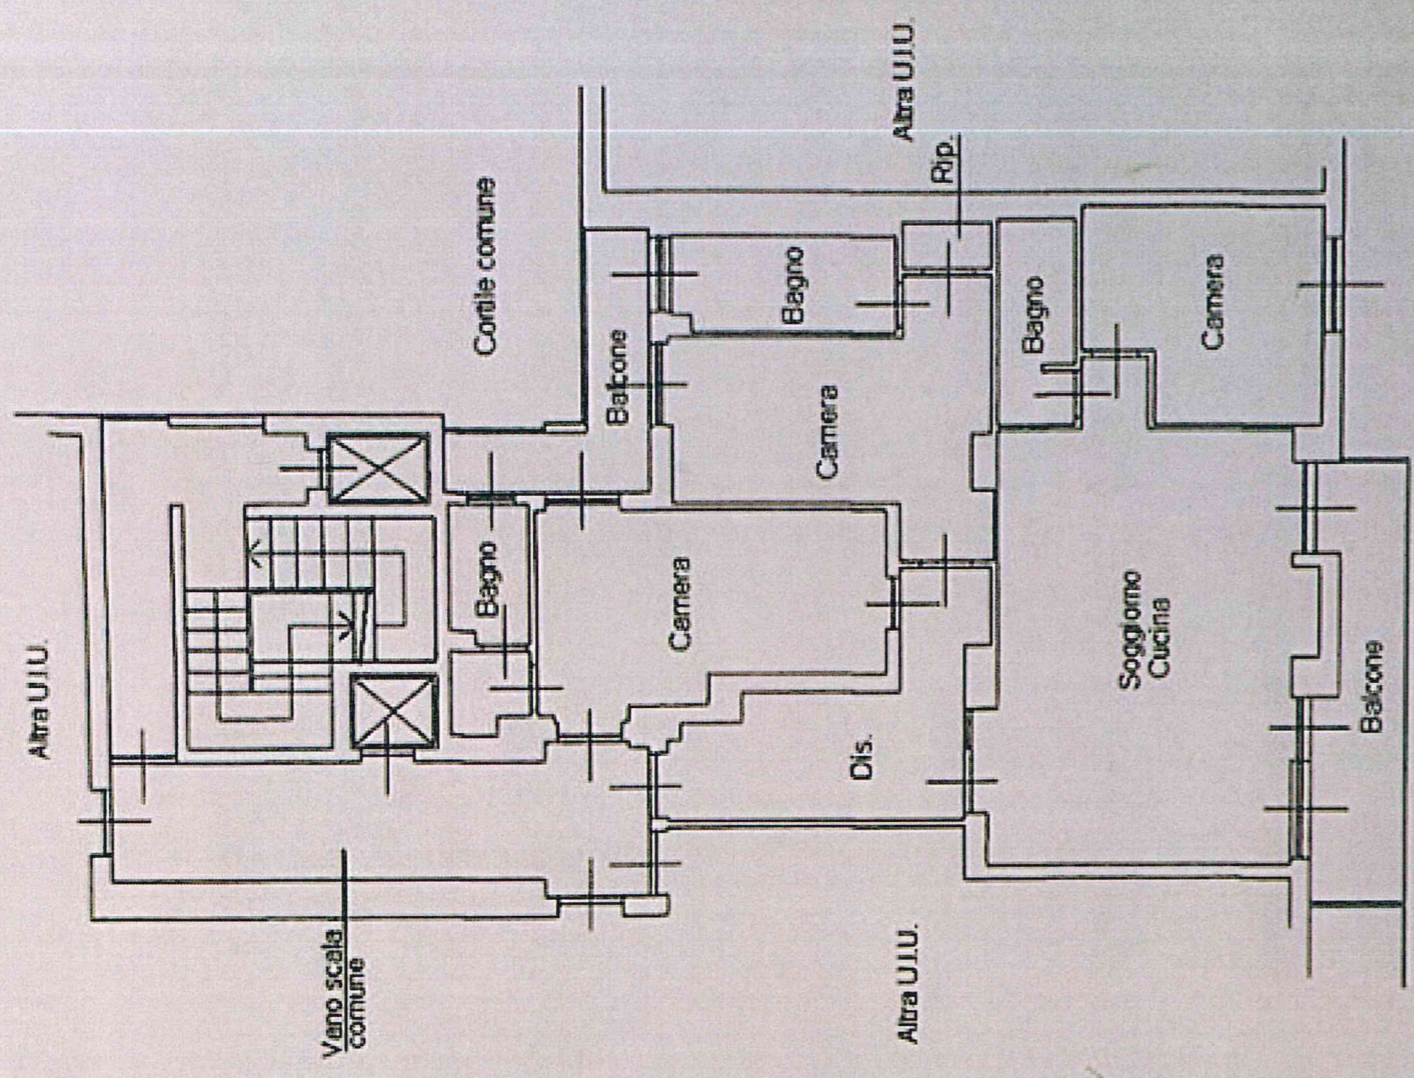 Altra U.I.U.
Vano scala
comune
Bagno
Cortile comune
Balcone
Camera
Bagno
Camera
Dis.
Altra U.I.U.
Altra U.I.U.
Rip.
Bagno
Soggiorno
Cucina
Camera
Balcone